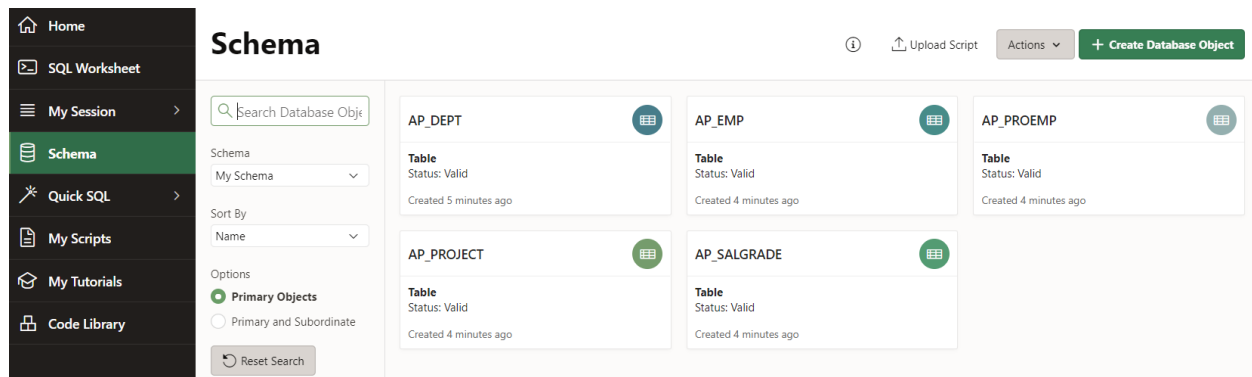 Home
SQL Worksheet
My Session
Schema
Quick SQL
My Scripts
My Tutorials
Code Library
Schema
Upload Script
Actions
+ Create Database Object
Search Database Obje
Schema
My Schema
Sort By
Name
Options
Primary Objects
Primary and Subordinate
Reset Search
AP_DEPT
Table
Status: Valid
Created 5 minutes ago
AP_EMP
Table
Status: Valid
Created 4 minutes ago
AP_PROEMP
Table
Status: Valid
Created 4 minutes ago
AP_PROJECT
Table
Status: Valid
Created 4 minutes ago
AP_SALGRADE
Table
Status: Valid
Created 4 minutes ago